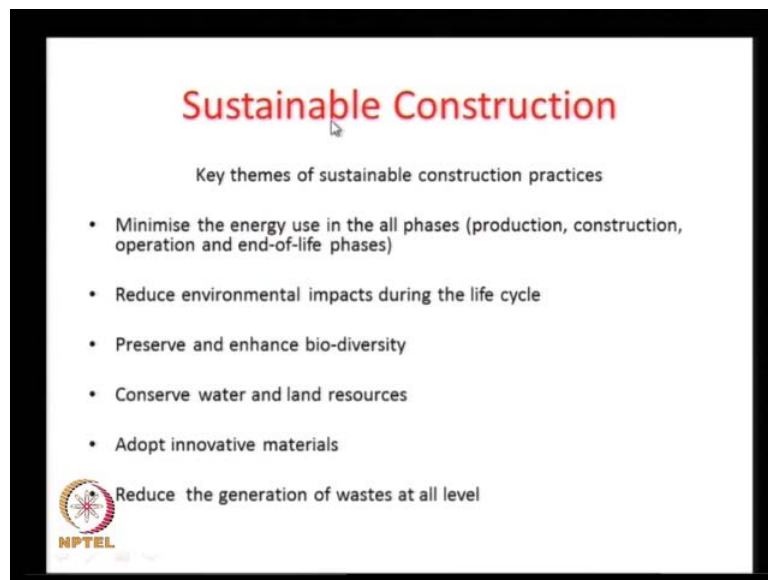 Sustainable Construction
Key themes of sustainable construction practices
• Minimise the energy use in the all phases (production, construction,
operation and end-of-life phases)
• Reduce environmental impacts during the life cycle
• Preserve and enhance bio-diversity
• Conserve water and land resources
• Adopt innovative materials
• Reduce the generation of wastes at all level
NPTEL